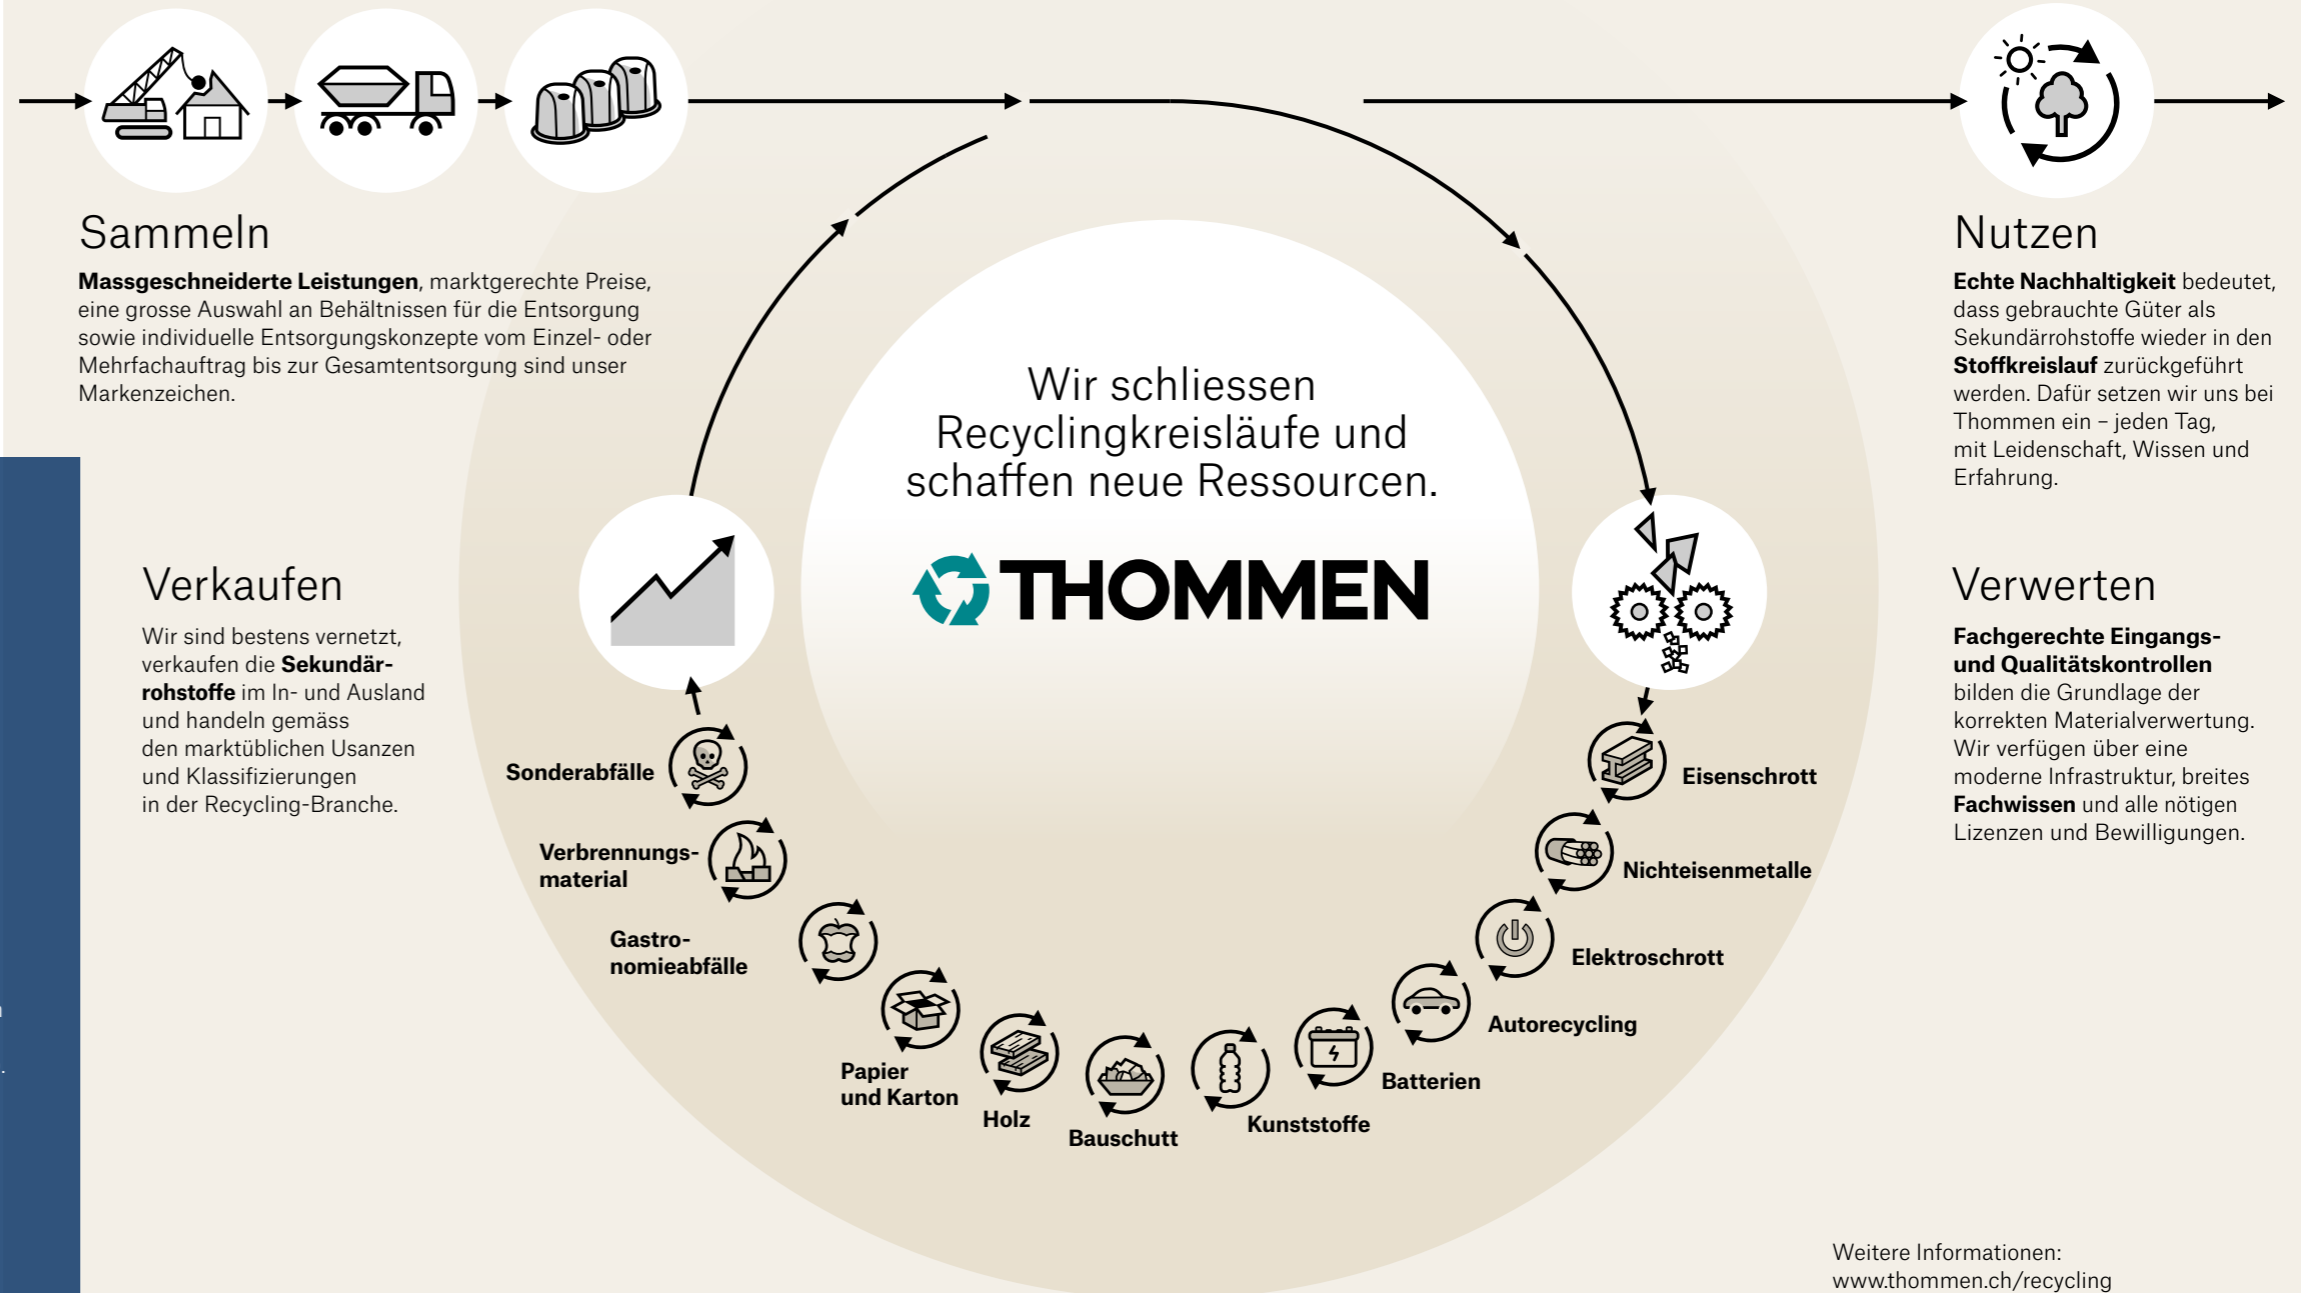 Sammeln
Massgeschneiderte Leistungen, marktgerechte Preise,
eine grosse Auswahl an Behältnissen für die Entsorgung
sowie individuelle Entsorgungskonzepte vom Einzel- oder
Mehrfachauftrag bis zur Gesamtentsorgung sind unser
Markenzeichen.
Nutzen
Echte Nachhaltigkeit bedeutet,
dass gebrauchte Güter als
Sekundärrohstoffe wieder in den
Stoffkreislauf zurückgeführt
werden. Dafür setzen wir uns bei
Thommen ein – jeden Tag,
mit Leidenschaft, Wissen und
Erfahrung.
Wir schliessen
Recyclingkreisläufe und
schaffen neue Ressourcen.
THOMMEN
Verkaufen
Wir sind bestens vernetzt,
verkaufen die Sekundär-
rohstoffe im In- und Ausland
und handeln gemäss
den marktüblichen Usanzen
und Klassifizierungen
in der Recycling-Branche.
Verwerten
Fachgerechte Eingangs-
und Qualitätskontrollen
bilden die Grundlage der
korrekten Materialverwertung.
Wir verfügen über eine
moderne Infrastruktur, breites
Fachwissen und alle nötigen
Lizenzen und Bewilligungen.
Sonderabfälle
Verbrennungs-
material
Gastro-
nomieabfälle
Papier
und Karton
Holz
Bauschutt
Kunststoffe
Batterien
Autorecycling
Elektroschrott
Nichteisenmetalle
Eisenschrott
Weitere Informationen:
www.thommen.ch/recycling